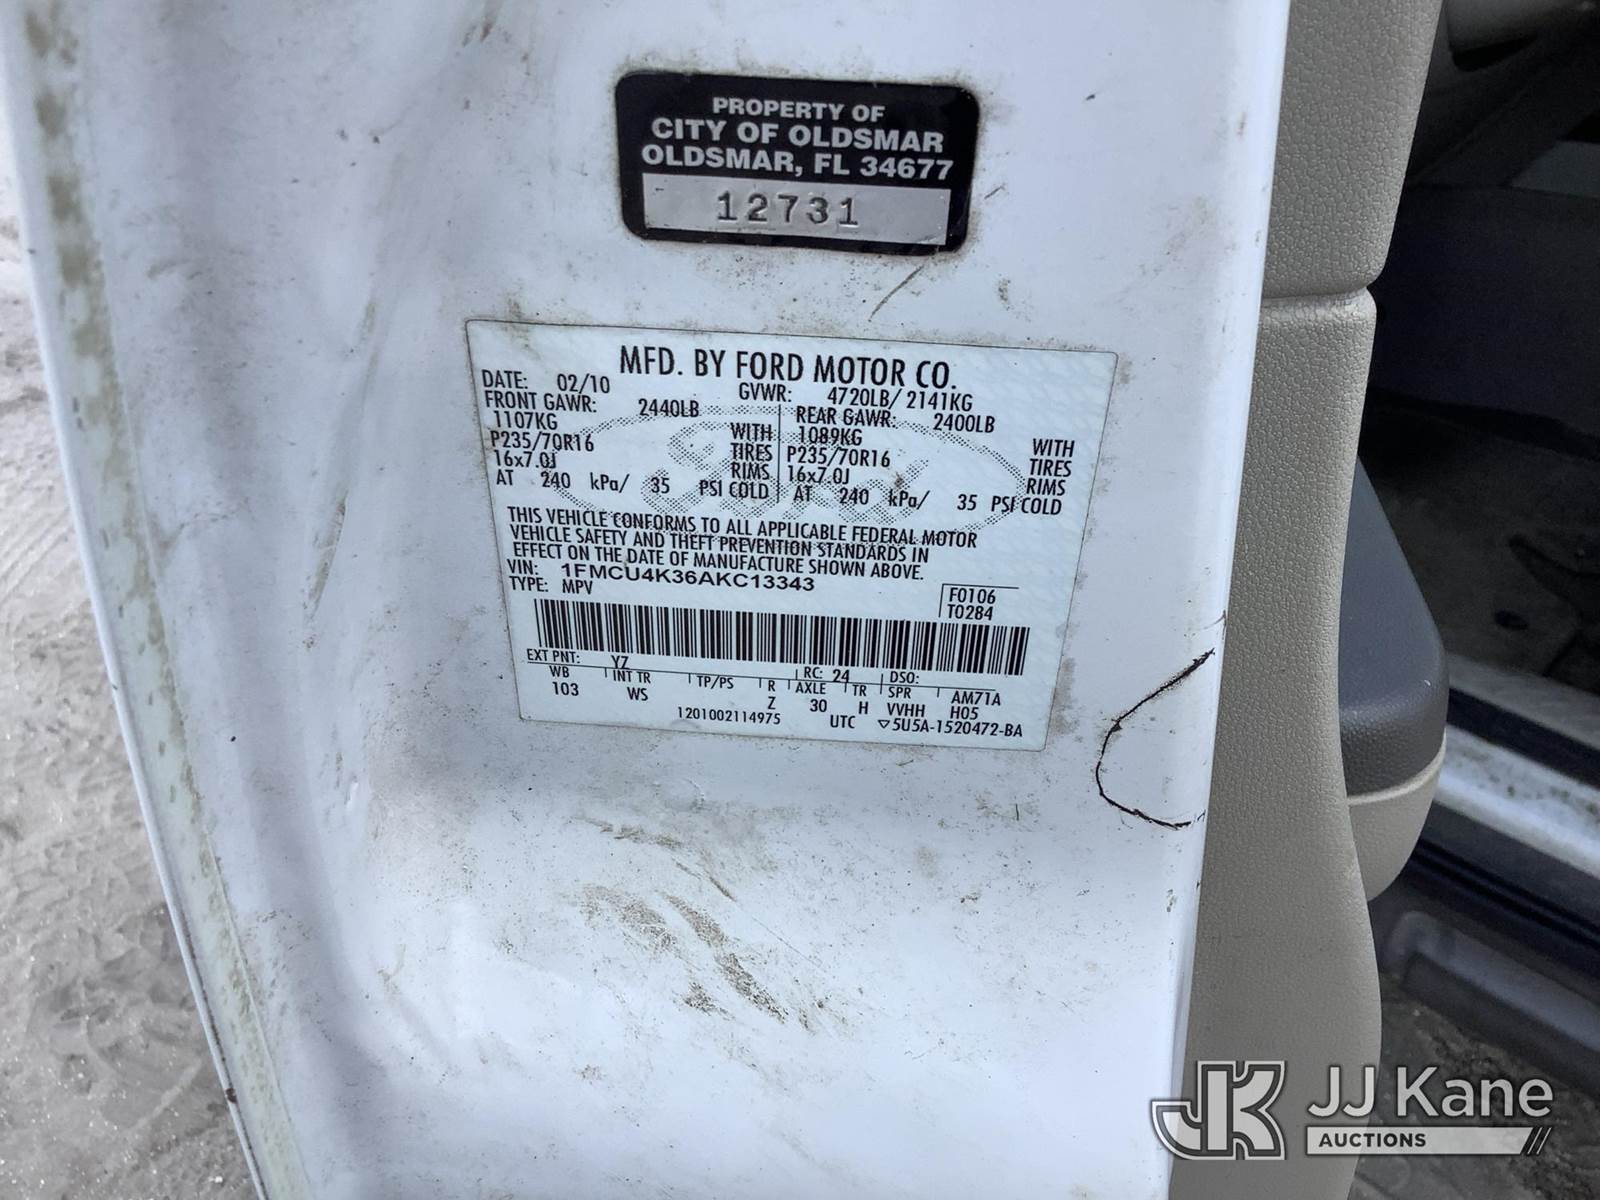 PROPERTY OF
CITY OF OLDSMAR
OLDSMAR, FL 34677
12731
MFD. BY FORD MOTOR CO.
DATE: 02/10 GVWR: 4720LB/ 2141KG
FRONT GAWR: 2440LB REAR GAWR: 2400LB
1107KG WITH 1089KG WITH
P235/70R16 TIRES P235/70R16 TIRES
16x7.0J RIMS 16x7.0J RIMS
AT 240 kPa/ 35 PSI COLD AT 240 kPa/ 35 PSI COLD
THIS VEHICLE CONFORMS TO ALL APPLICABLE FEDERAL MOTOR
VEHICLE SAFETY AND THEFT PREVENTION STANDARDS IN
EFFECT ON THE DATE OF MANUFACTURE SHOWN ABOVE.
VIN: 1FMCU4K36AKC13343
TYPE: MPV
F0106
T0284
EXT PNT: YZ RC: 24 DSO:
WB INT TR TP/PS R AXLE TR SPR AM71A
103 WS Z 30 H VVHH H05
1201002114975 UTC ▽5U5A-1520472-BA
JK JJ Kane
AUCTIONS